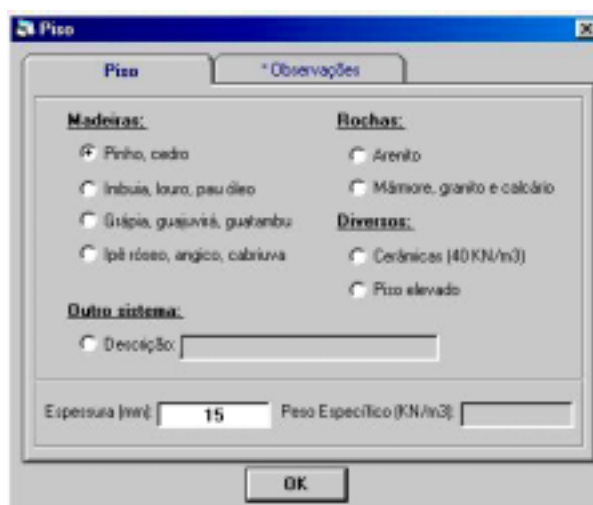 Piso
Piso
* Observações
Madeiras:
Pinho, cedro
Imbuia, louro, pau óleo
Grápia, guajuvirá, guatambu
Ipê róseo, angico, cabriuva
Rochas:
Arenito
Mármore, granito e calcário
Diversos:
Cerâmicas (40 KN/m3)
Piso elevado
Outro sistema:
Descrição:
Espessura (mm): 15
Peso Específico (KN/m3):
OK